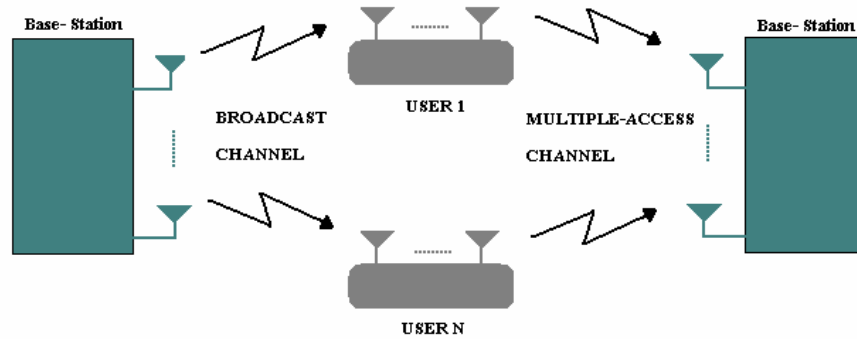 Base- Station
Base- Station
USER 1
BROADCAST
CHANNEL
MULTIPLE-ACCESS
CHANNEL
USER N